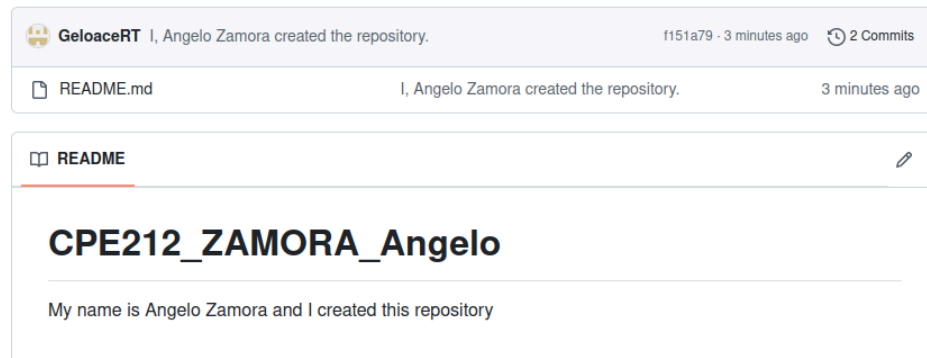 GeloaceRT I, Angelo Zamora created the repository. f151a79 · 3 minutes ago 2 Commits
README.md I, Angelo Zamora created the repository. 3 minutes ago
README
CPE212_ZAMORA_Angelo
My name is Angelo Zamora and I created this repository